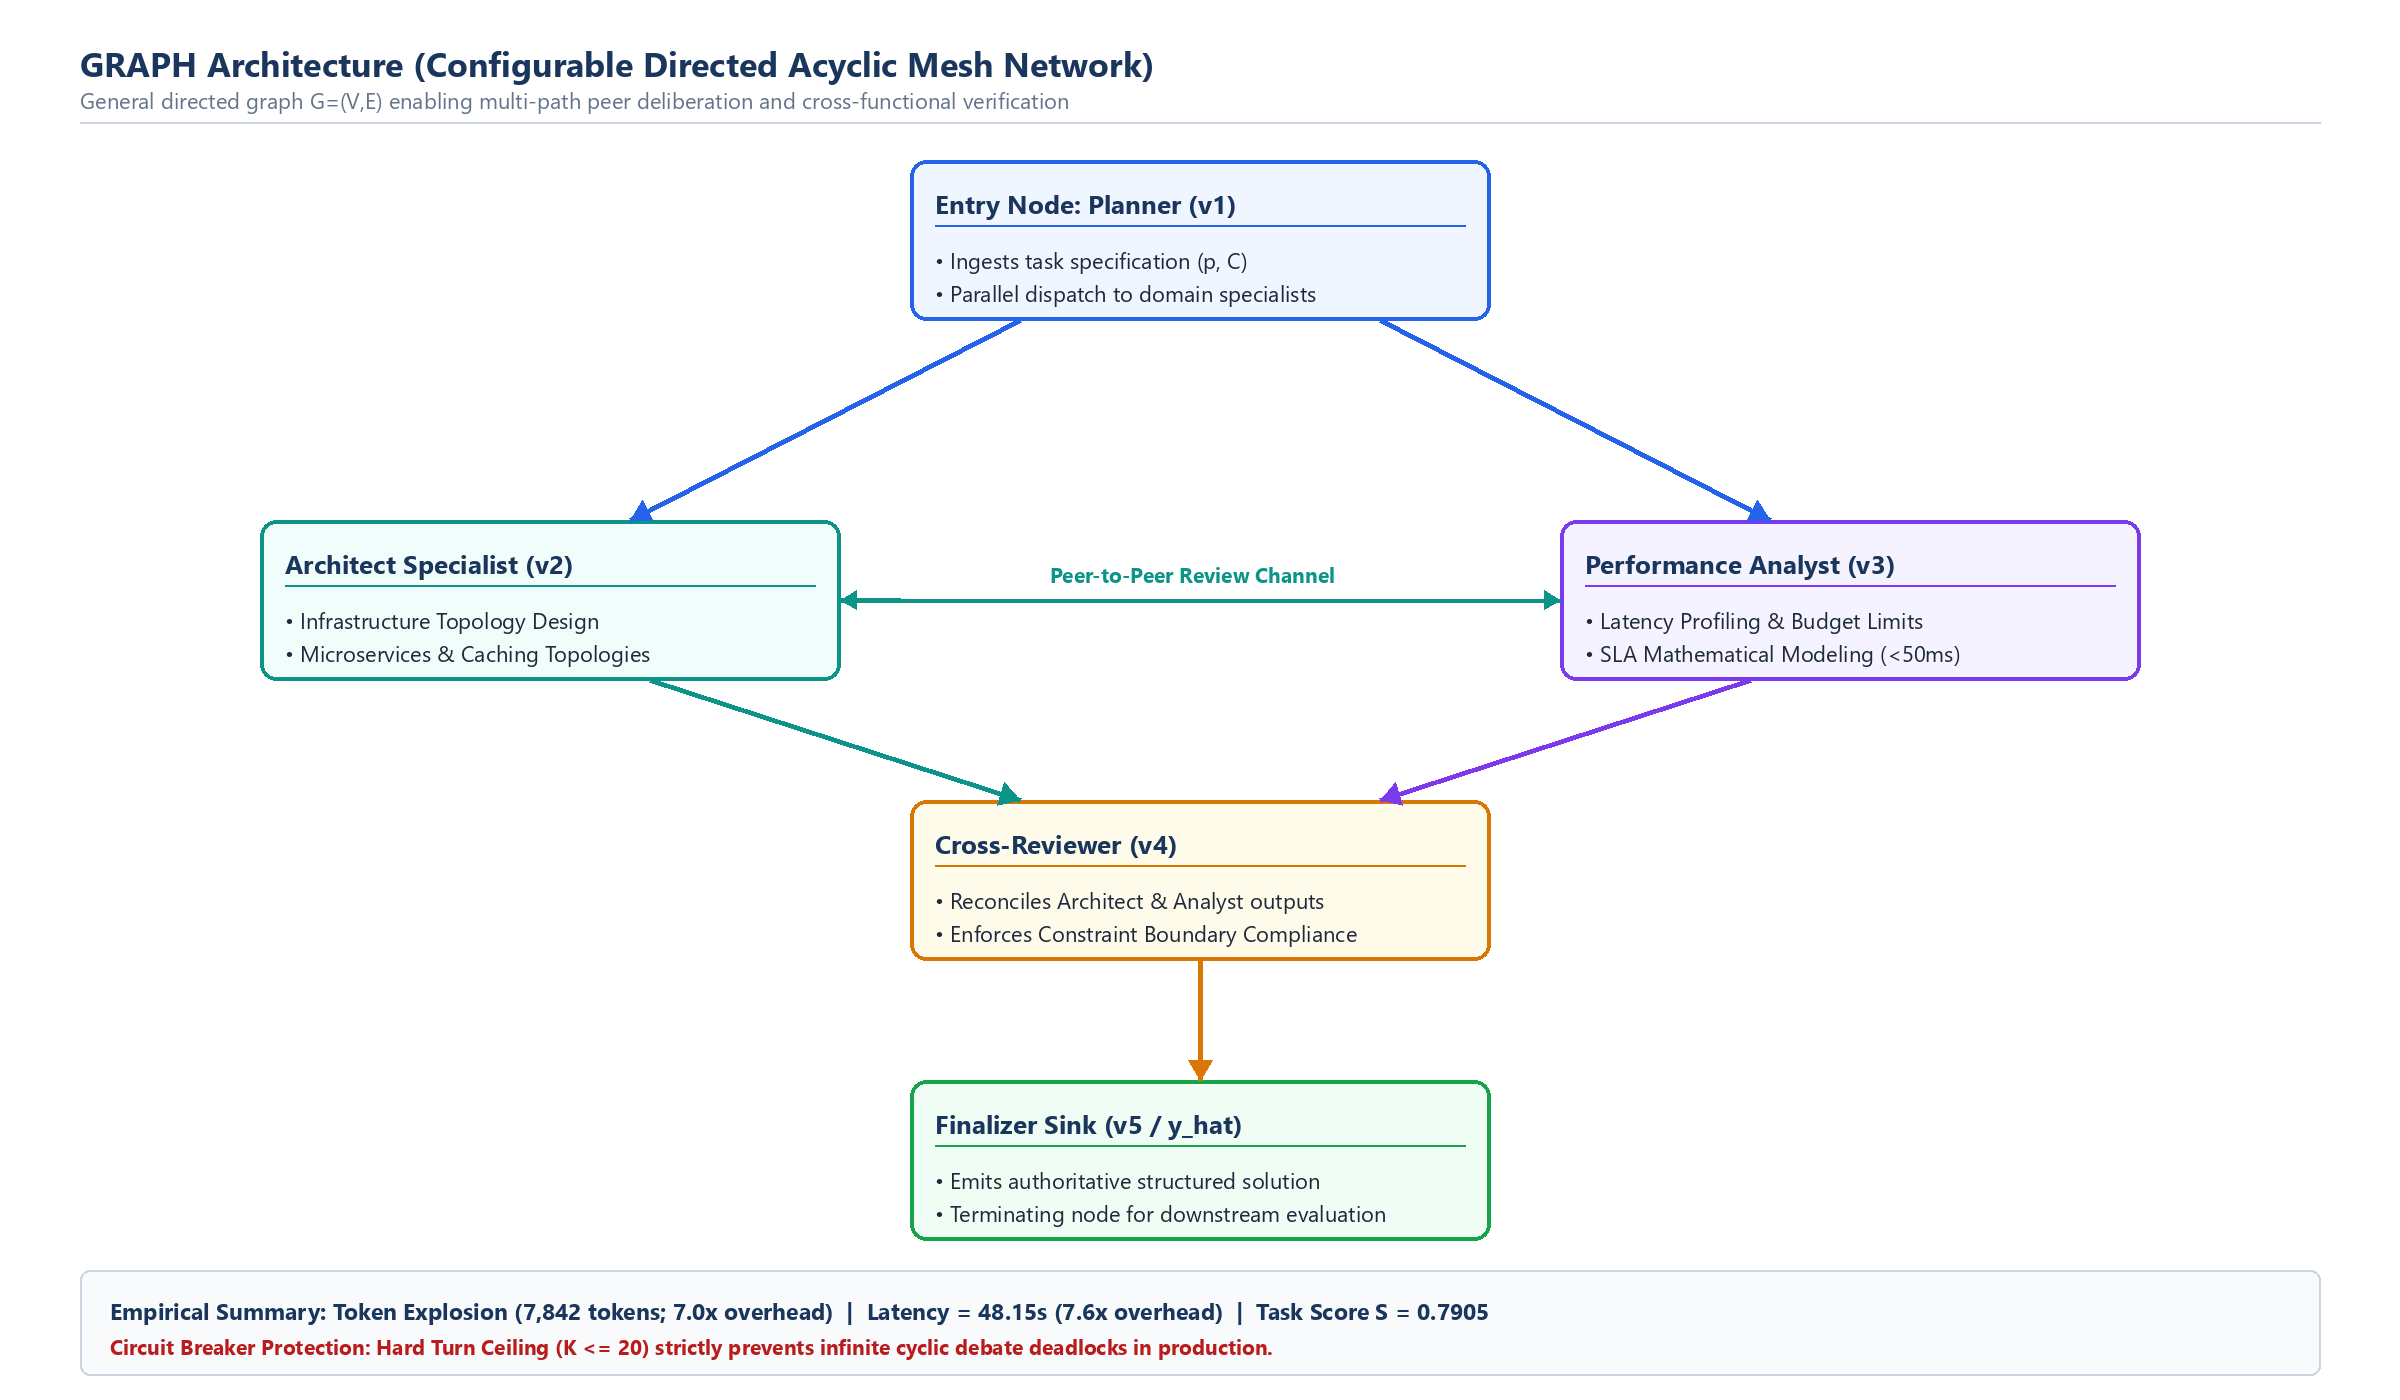 GRAPH Architecture (Configurable Directed Acyclic Mesh Network)
General directed graph G=(V,E) enabling multi-path peer deliberation and cross-functional verification
Entry Node: Planner (v1)
• Ingests task specification (p, C)
• Parallel dispatch to domain specialists
Architect Specialist (v2)
• Infrastructure Topology Design
• Microservices & Caching Topologies
Peer-to-Peer Review Channel
Performance Analyst (v3)
• Latency Profiling & Budget Limits
• SLA Mathematical Modeling (<50ms)
Cross-Reviewer (v4)
• Reconciles Architect & Analyst outputs
• Enforces Constraint Boundary Compliance
Finalizer Sink (v5 / y_hat)
• Emits authoritative structured solution
• Terminating node for downstream evaluation
Empirical Summary: Token Explosion (7,842 tokens; 7.0x overhead) | Latency = 48.15s (7.6x overhead) | Task Score S = 0.7905
Circuit Breaker Protection: Hard Turn Ceiling (K <= 20) strictly prevents infinite cyclic debate deadlocks in production.